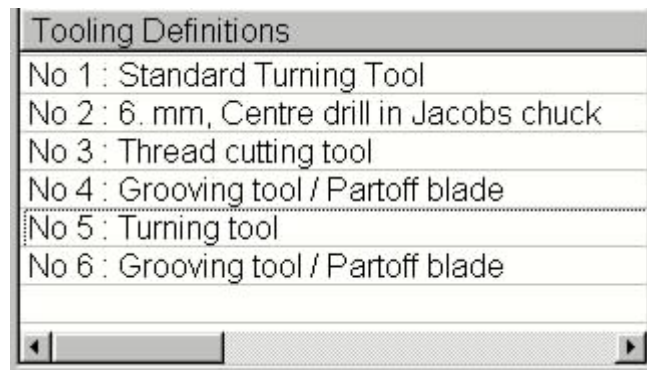 Tooling Definitions
No 1 : Standard Turning Tool
No 2 : 6. mm, Centre drill in Jacobs chuck
No 3 : Thread cutting tool
No 4 : Grooving tool / Partoff blade
No 5 : Turning tool
No 6 : Grooving tool / Partoff blade